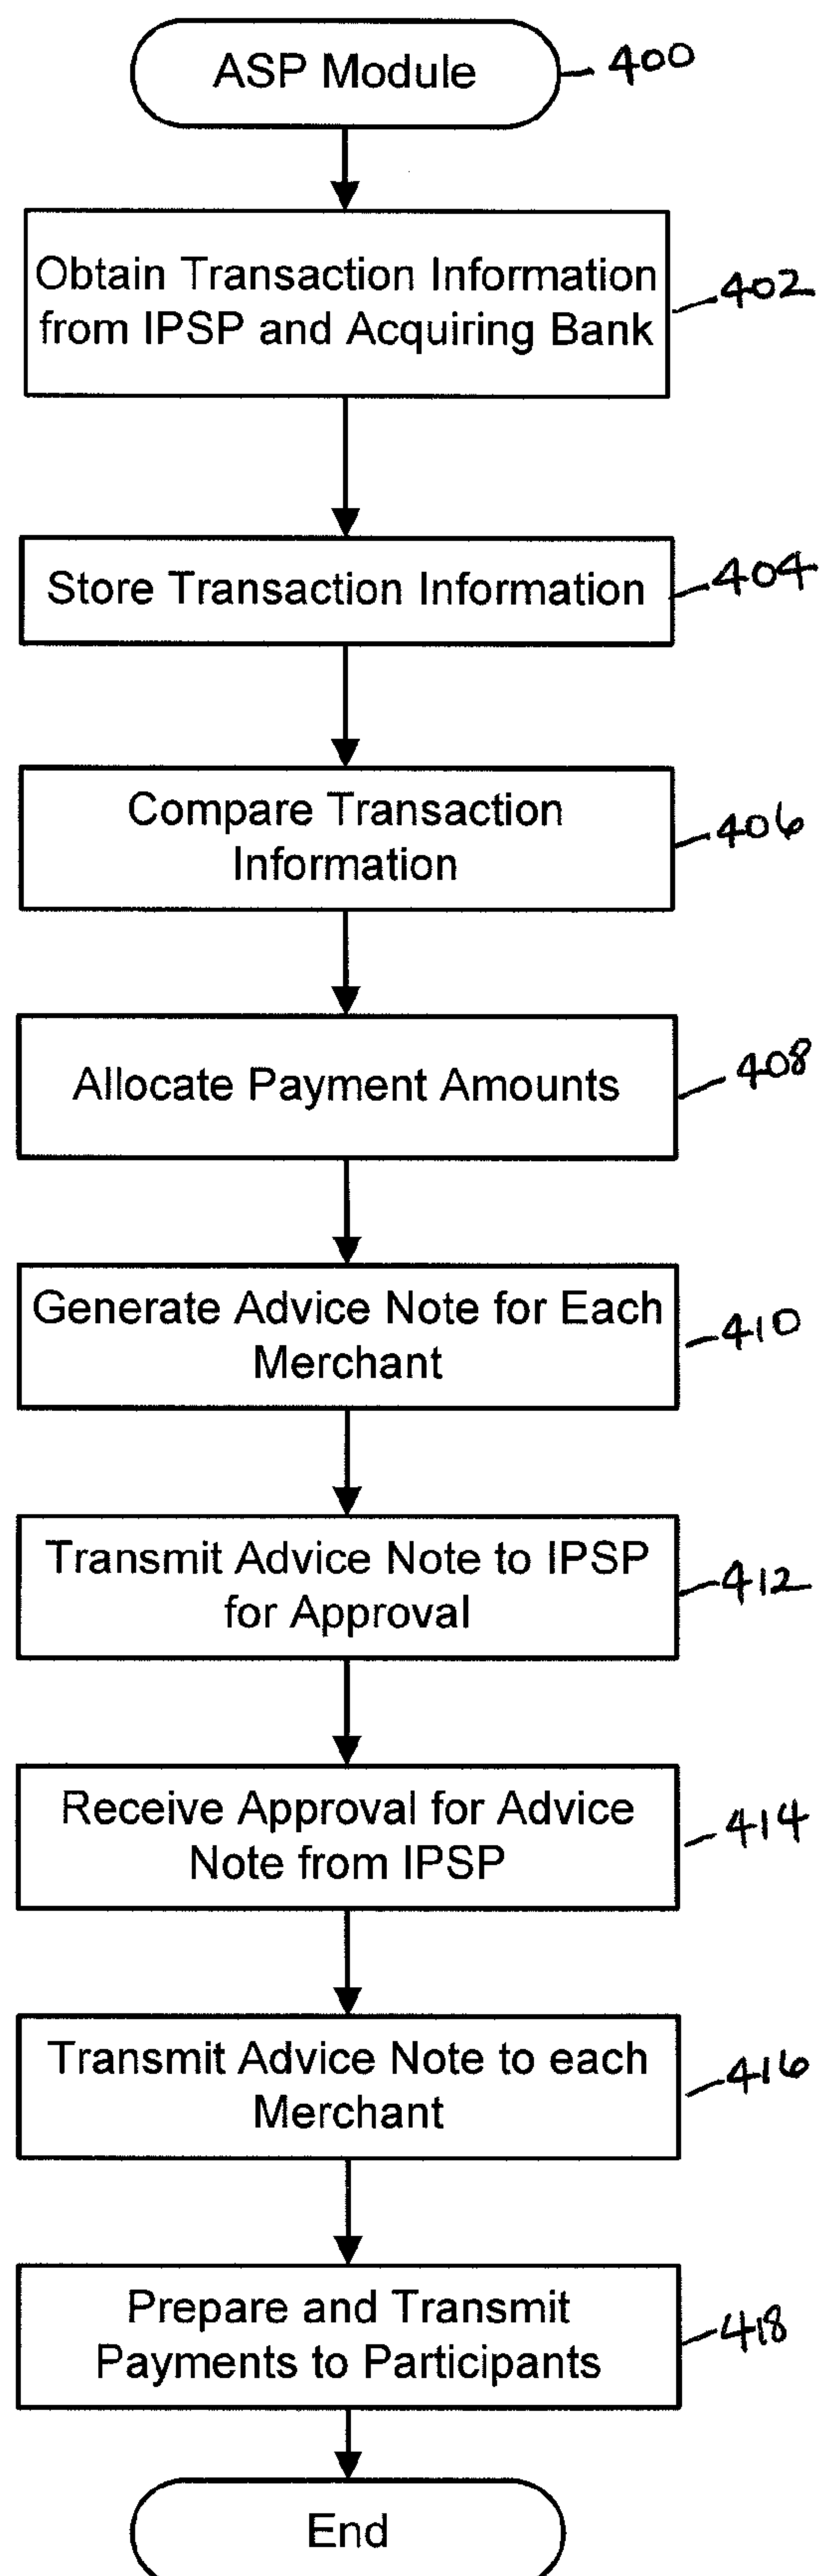 ASP Module
400
Obtain Transaction Information
from IPSP and Acquiring Bank
402
Store Transaction Information
404
Compare Transaction
Information
406
Allocate Payment Amounts
408
Generate Advice Note for Each
Merchant
410
Transmit Advice Note to IPSP
for Approval
412
Receive Approval for Advice
Note from IPSP
414
Transmit Advice Note to each
Merchant
416
Prepare and Transmit
Payments to Participants
418
End